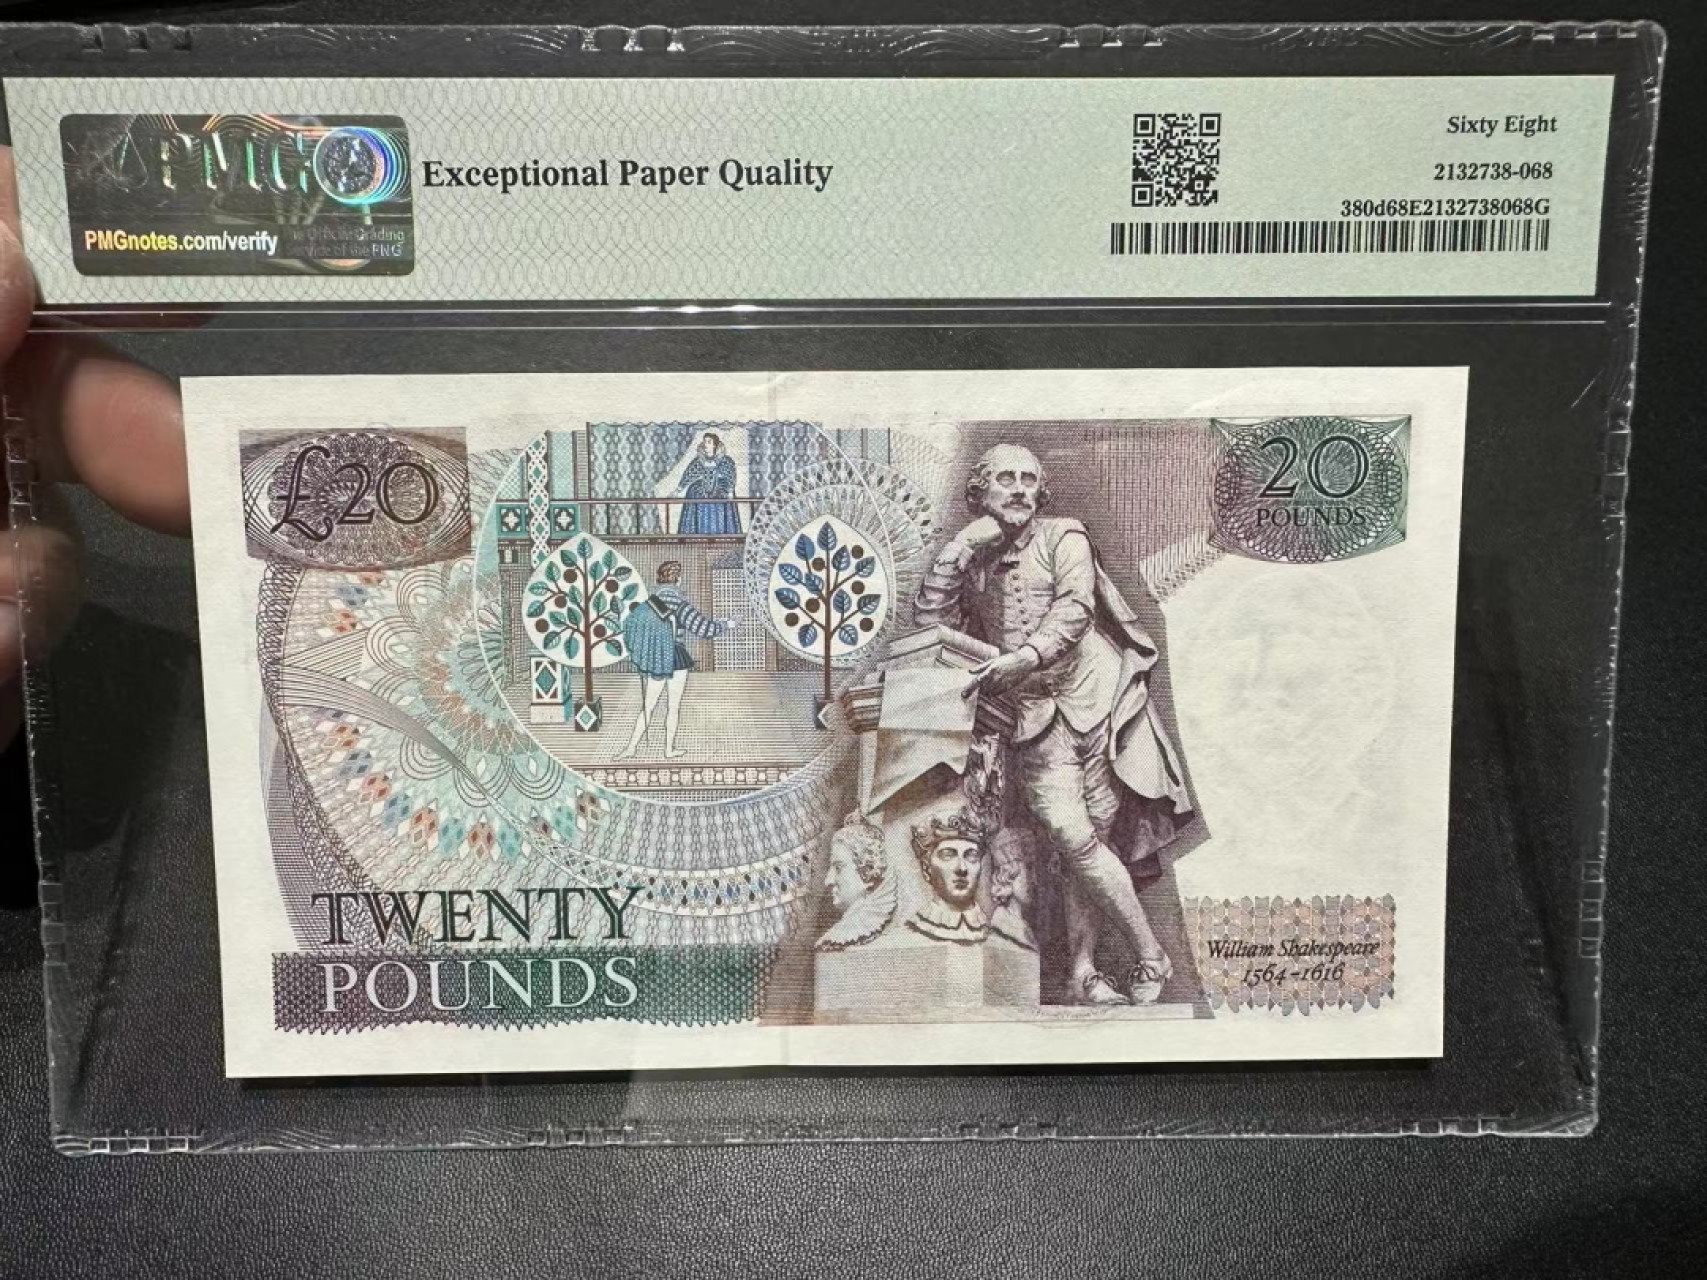 PMG
PMGnotes.com/verify
Exceptional Paper Quality
Sixty Eight
2132738-068
380d68E2132738068G
£20
20
POUNDS
TWENTY
POUNDS
William Shakespeare
1564-1616